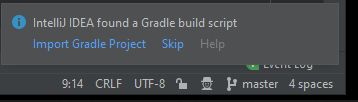 IntelliJ IDEA found a Gradle build script
Import Gradle Project Skip Help
Event Log
9:14 CRLF UTF-8 master 4 spaces